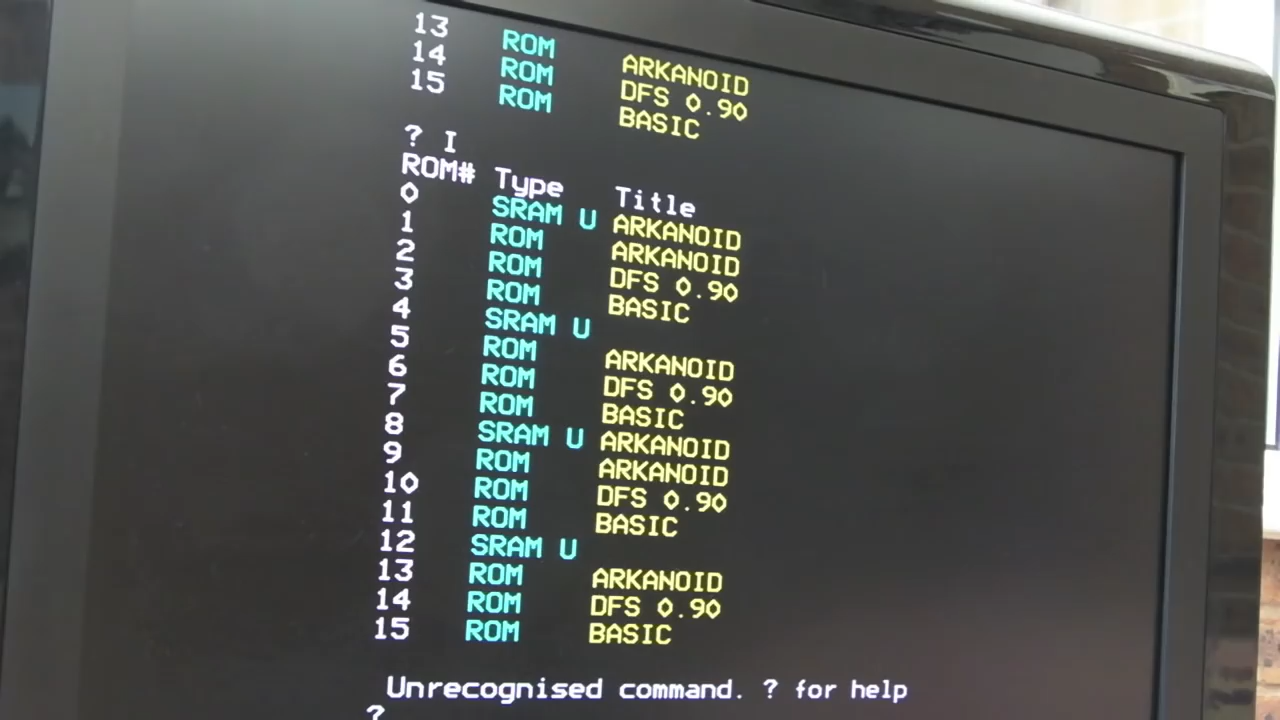 13 ROM ARKANOID
14 ROM DFS 0.90
15 ROM BASIC
? I
ROM# Type Title
0 SRAM U ARKANOID
1 ROM ARKANOID
2 ROM DFS 0.90
3 ROM BASIC
4 SRAM U
5 ROM ARKANOID
6 ROM DFS 0.90
7 ROM BASIC
8 SRAM U ARKANOID
9 ROM ARKANOID
10 ROM DFS 0.90
11 ROM BASIC
12 SRAM U
13 ROM ARKANOID
14 ROM DFS 0.90
15 ROM BASIC
Unrecognised command. ? for help
?